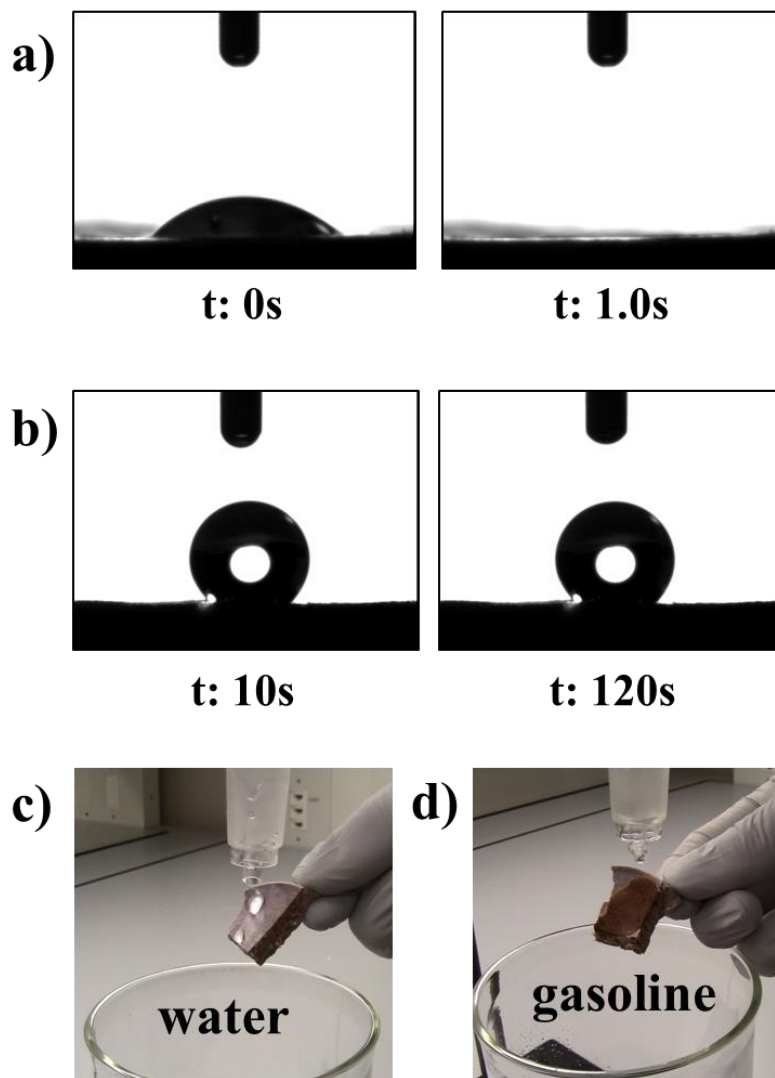 a)
t: 0s
t: 1.0s
b)
t: 10s
t: 120s
c)
d)
water
gasoline